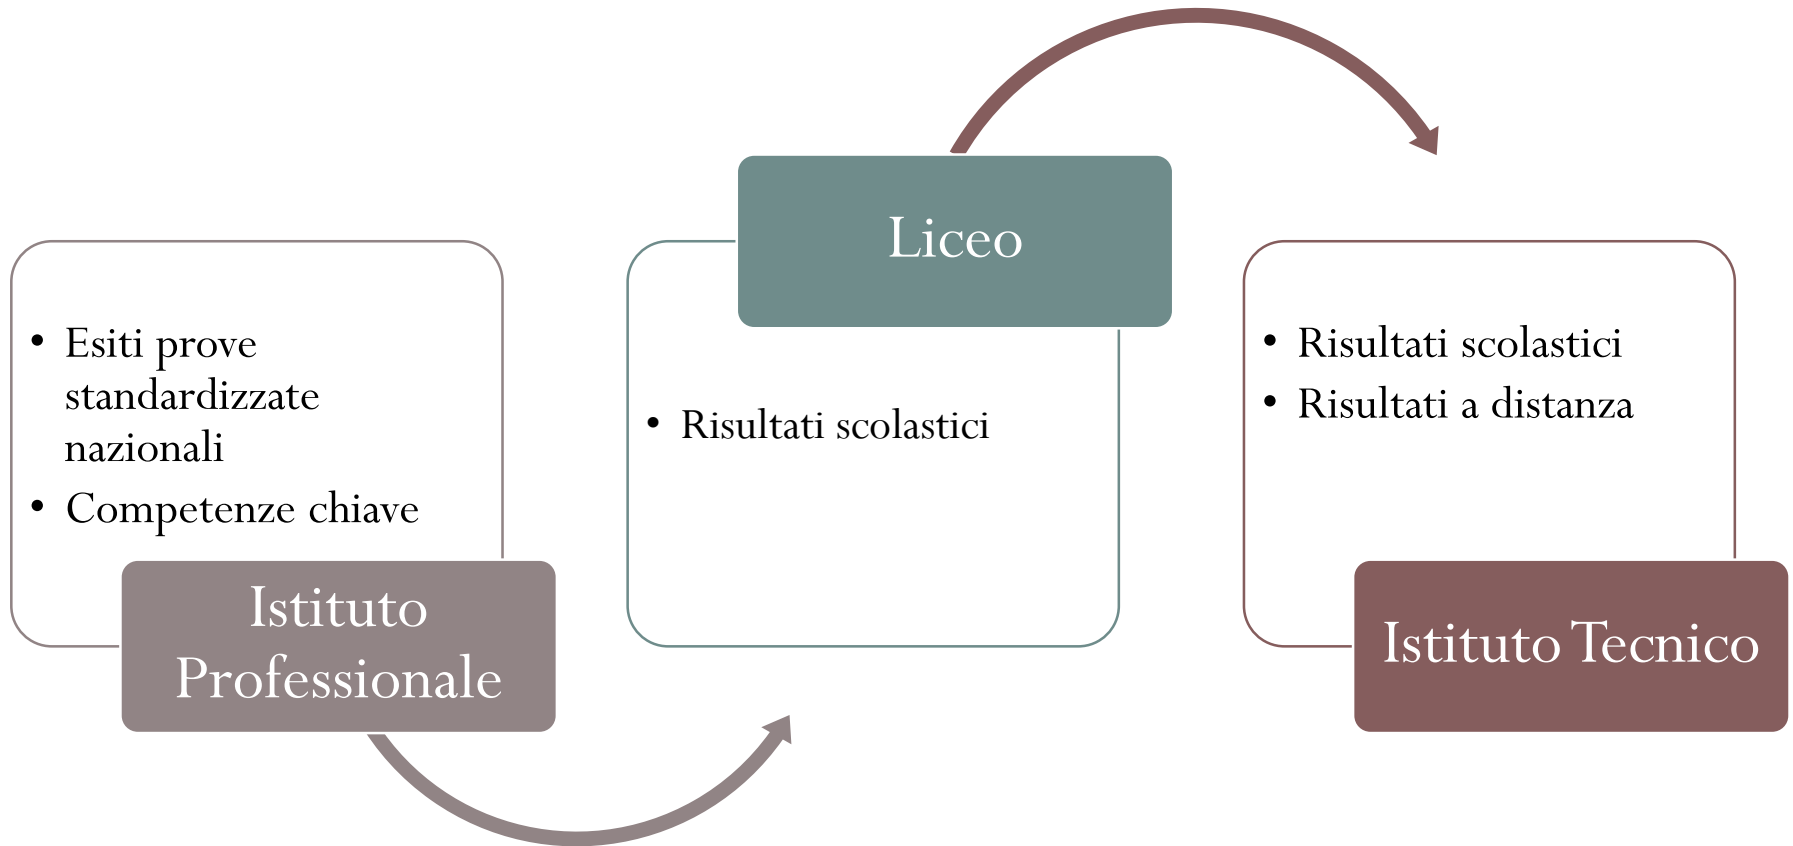 • Esiti prove
standardizzate
nazionali
• Competenze chiave
Istituto
Professionale
Liceo
• Risultati scolastici
• Risultati scolastici
• Risultati a distanza
Istituto Tecnico